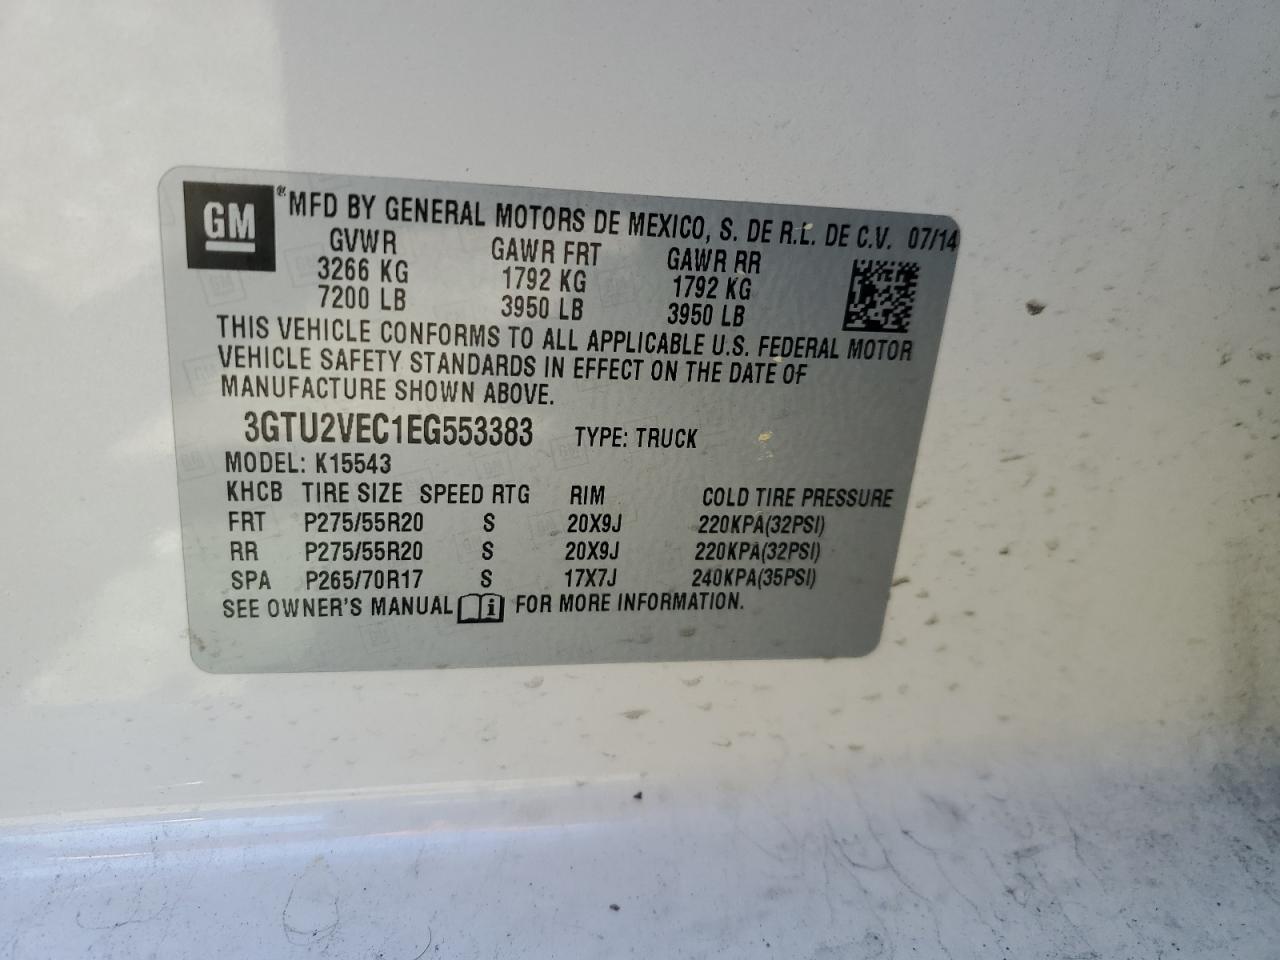 GM ® MFD BY GENERAL MOTORS DE MEXICO, S. DE R.L. DE C.V. 07/14
GVWR GAWR FRT GAWR RR
3266 KG 1792 KG 1792 KG
7200 LB 3950 LB 3950 LB
THIS VEHICLE CONFORMS TO ALL APPLICABLE U.S. FEDERAL MOTOR
VEHICLE SAFETY STANDARDS IN EFFECT ON THE DATE OF
MANUFACTURE SHOWN ABOVE.
3GTU2VEC1EG553383 TYPE: TRUCK
MODEL: K15543
KHCB TIRE SIZE SPEED RTG RIM COLD TIRE PRESSURE
FRT P275/55R20 S 20X9J 220KPA(32PSI)
RR P275/55R20 S 20X9J 220KPA(32PSI)
SPA P265/70R17 S 17X7J 240KPA(35PSI)
SEE OWNER'S MANUAL i FOR MORE INFORMATION.